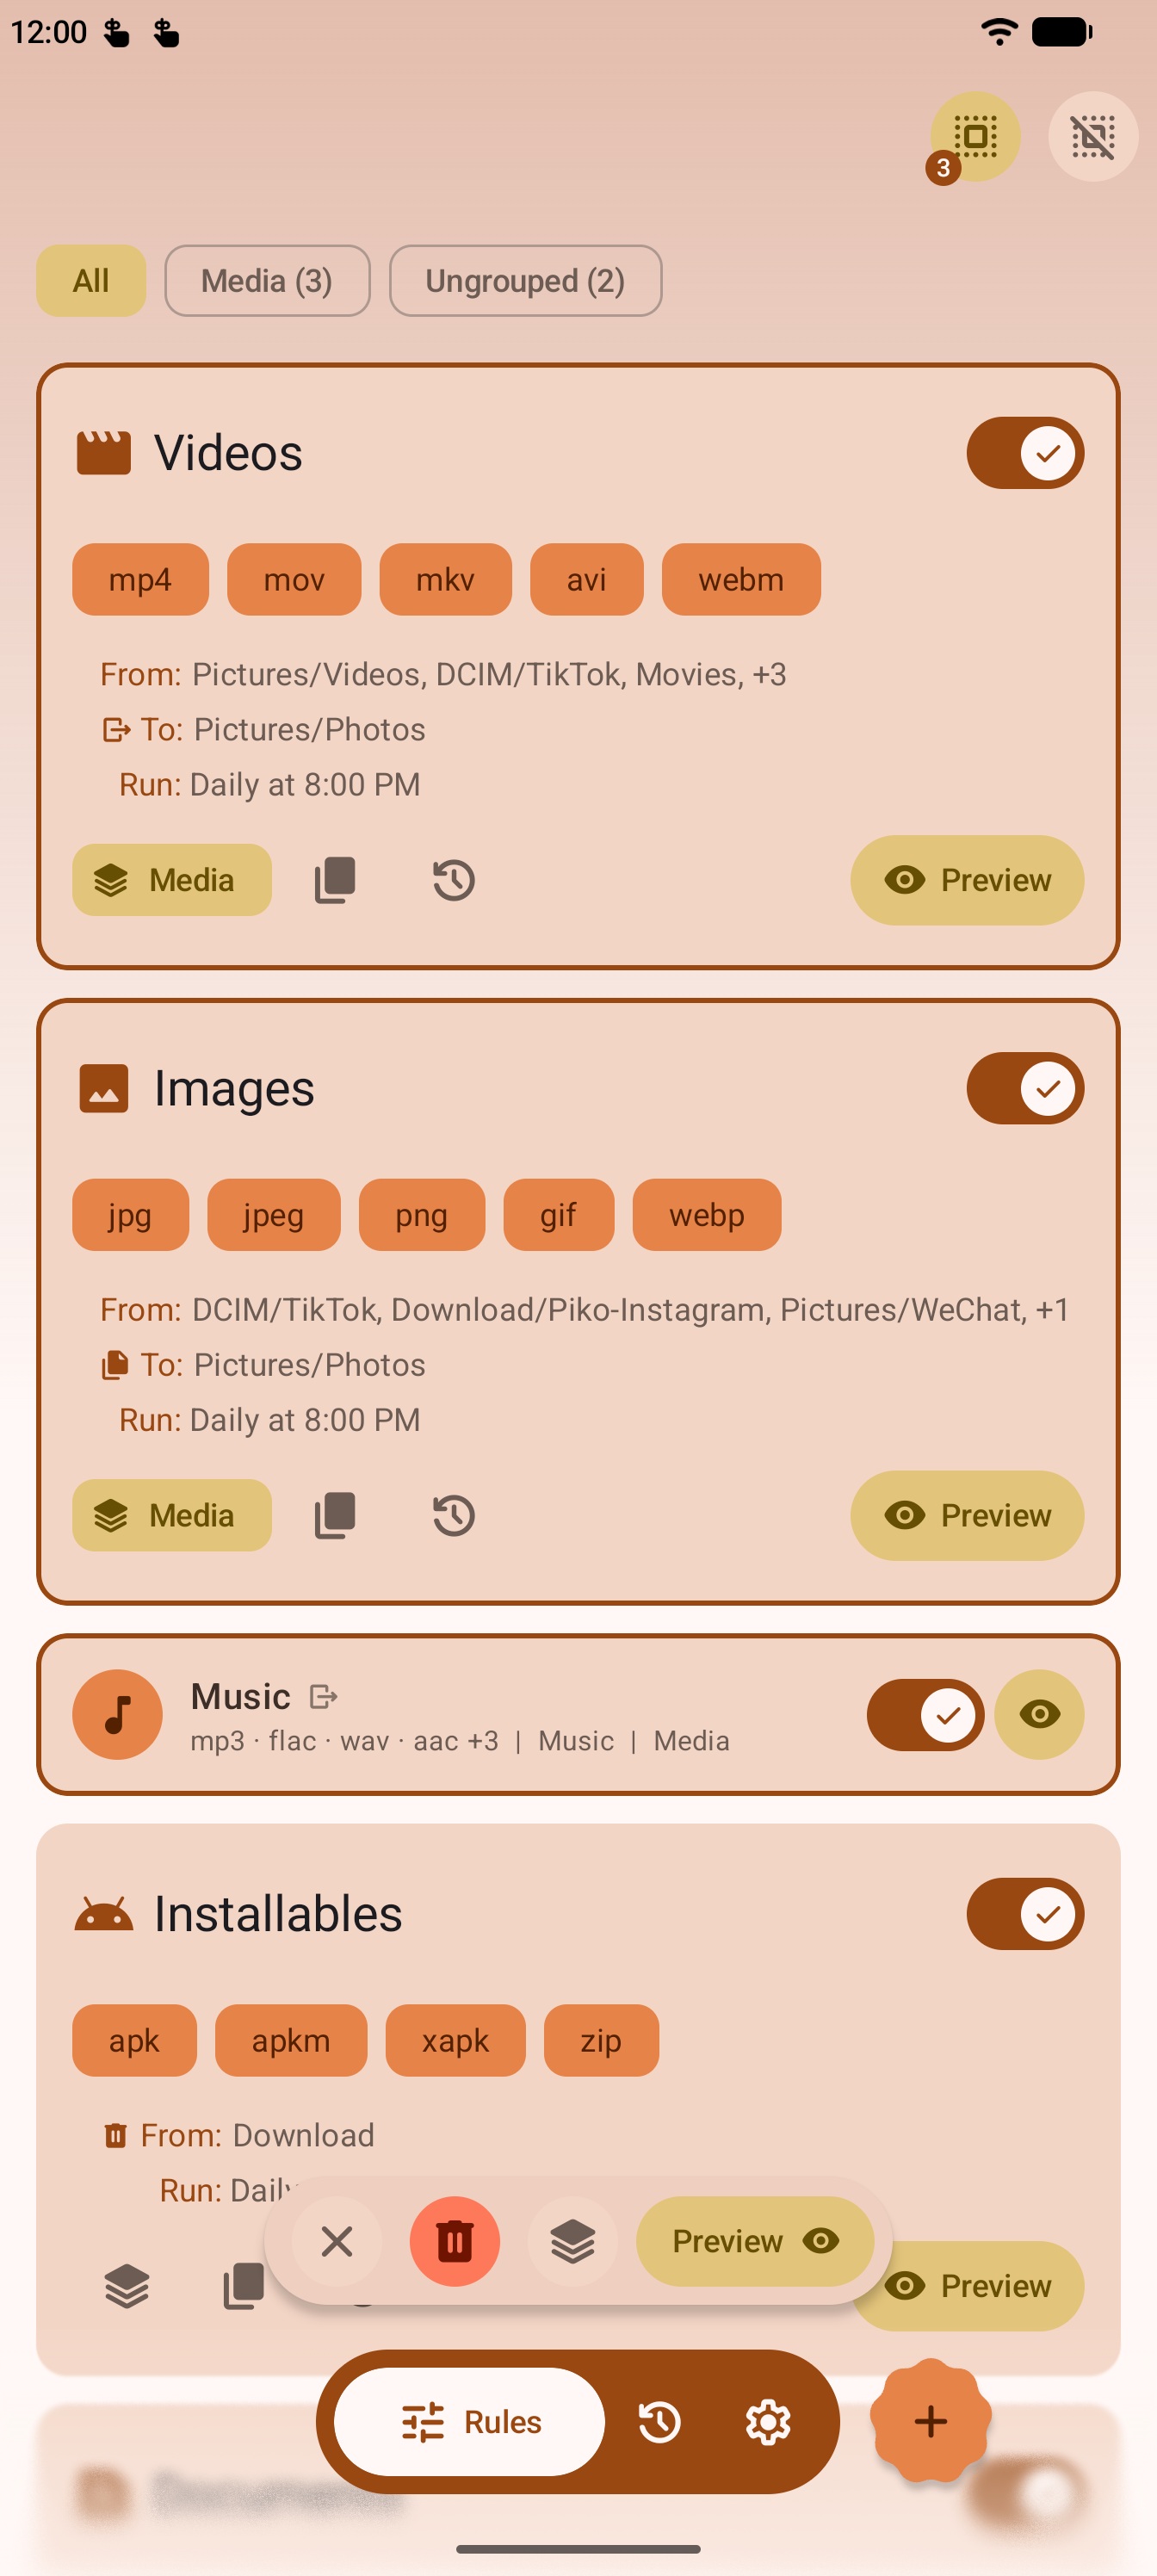 12:00
3
All
Media (3)
Ungrouped (2)
Videos
mp4
mov
mkv
avi
webm
From: Pictures/Videos, DCIM/TikTok, Movies, +3
To: Pictures/Photos
Run: Daily at 8:00 PM
Media
Preview
Images
jpg
jpeg
png
gif
webp
From: DCIM/TikTok, Download/Piko-Instagram, Pictures/WeChat, +1
To: Pictures/Photos
Run: Daily at 8:00 PM
Media
Preview
Music
mp3 · flac · wav · aac +3 | Music | Media
Installables
apk
apkm
xapk
zip
From: Download
Run: Daily
Preview
Preview
Rules